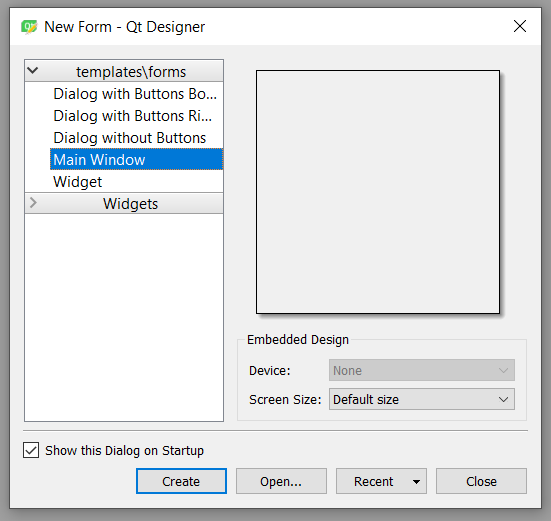 New Form - Qt Designer
templates\forms
Dialog with Buttons Bo...
Dialog with Buttons Ri...
Dialog without Buttons
Main Window
Widget
Widgets
Embedded Design
Device: None
Screen Size: Default size
Show this Dialog on Startup
Create Open... Recent Close